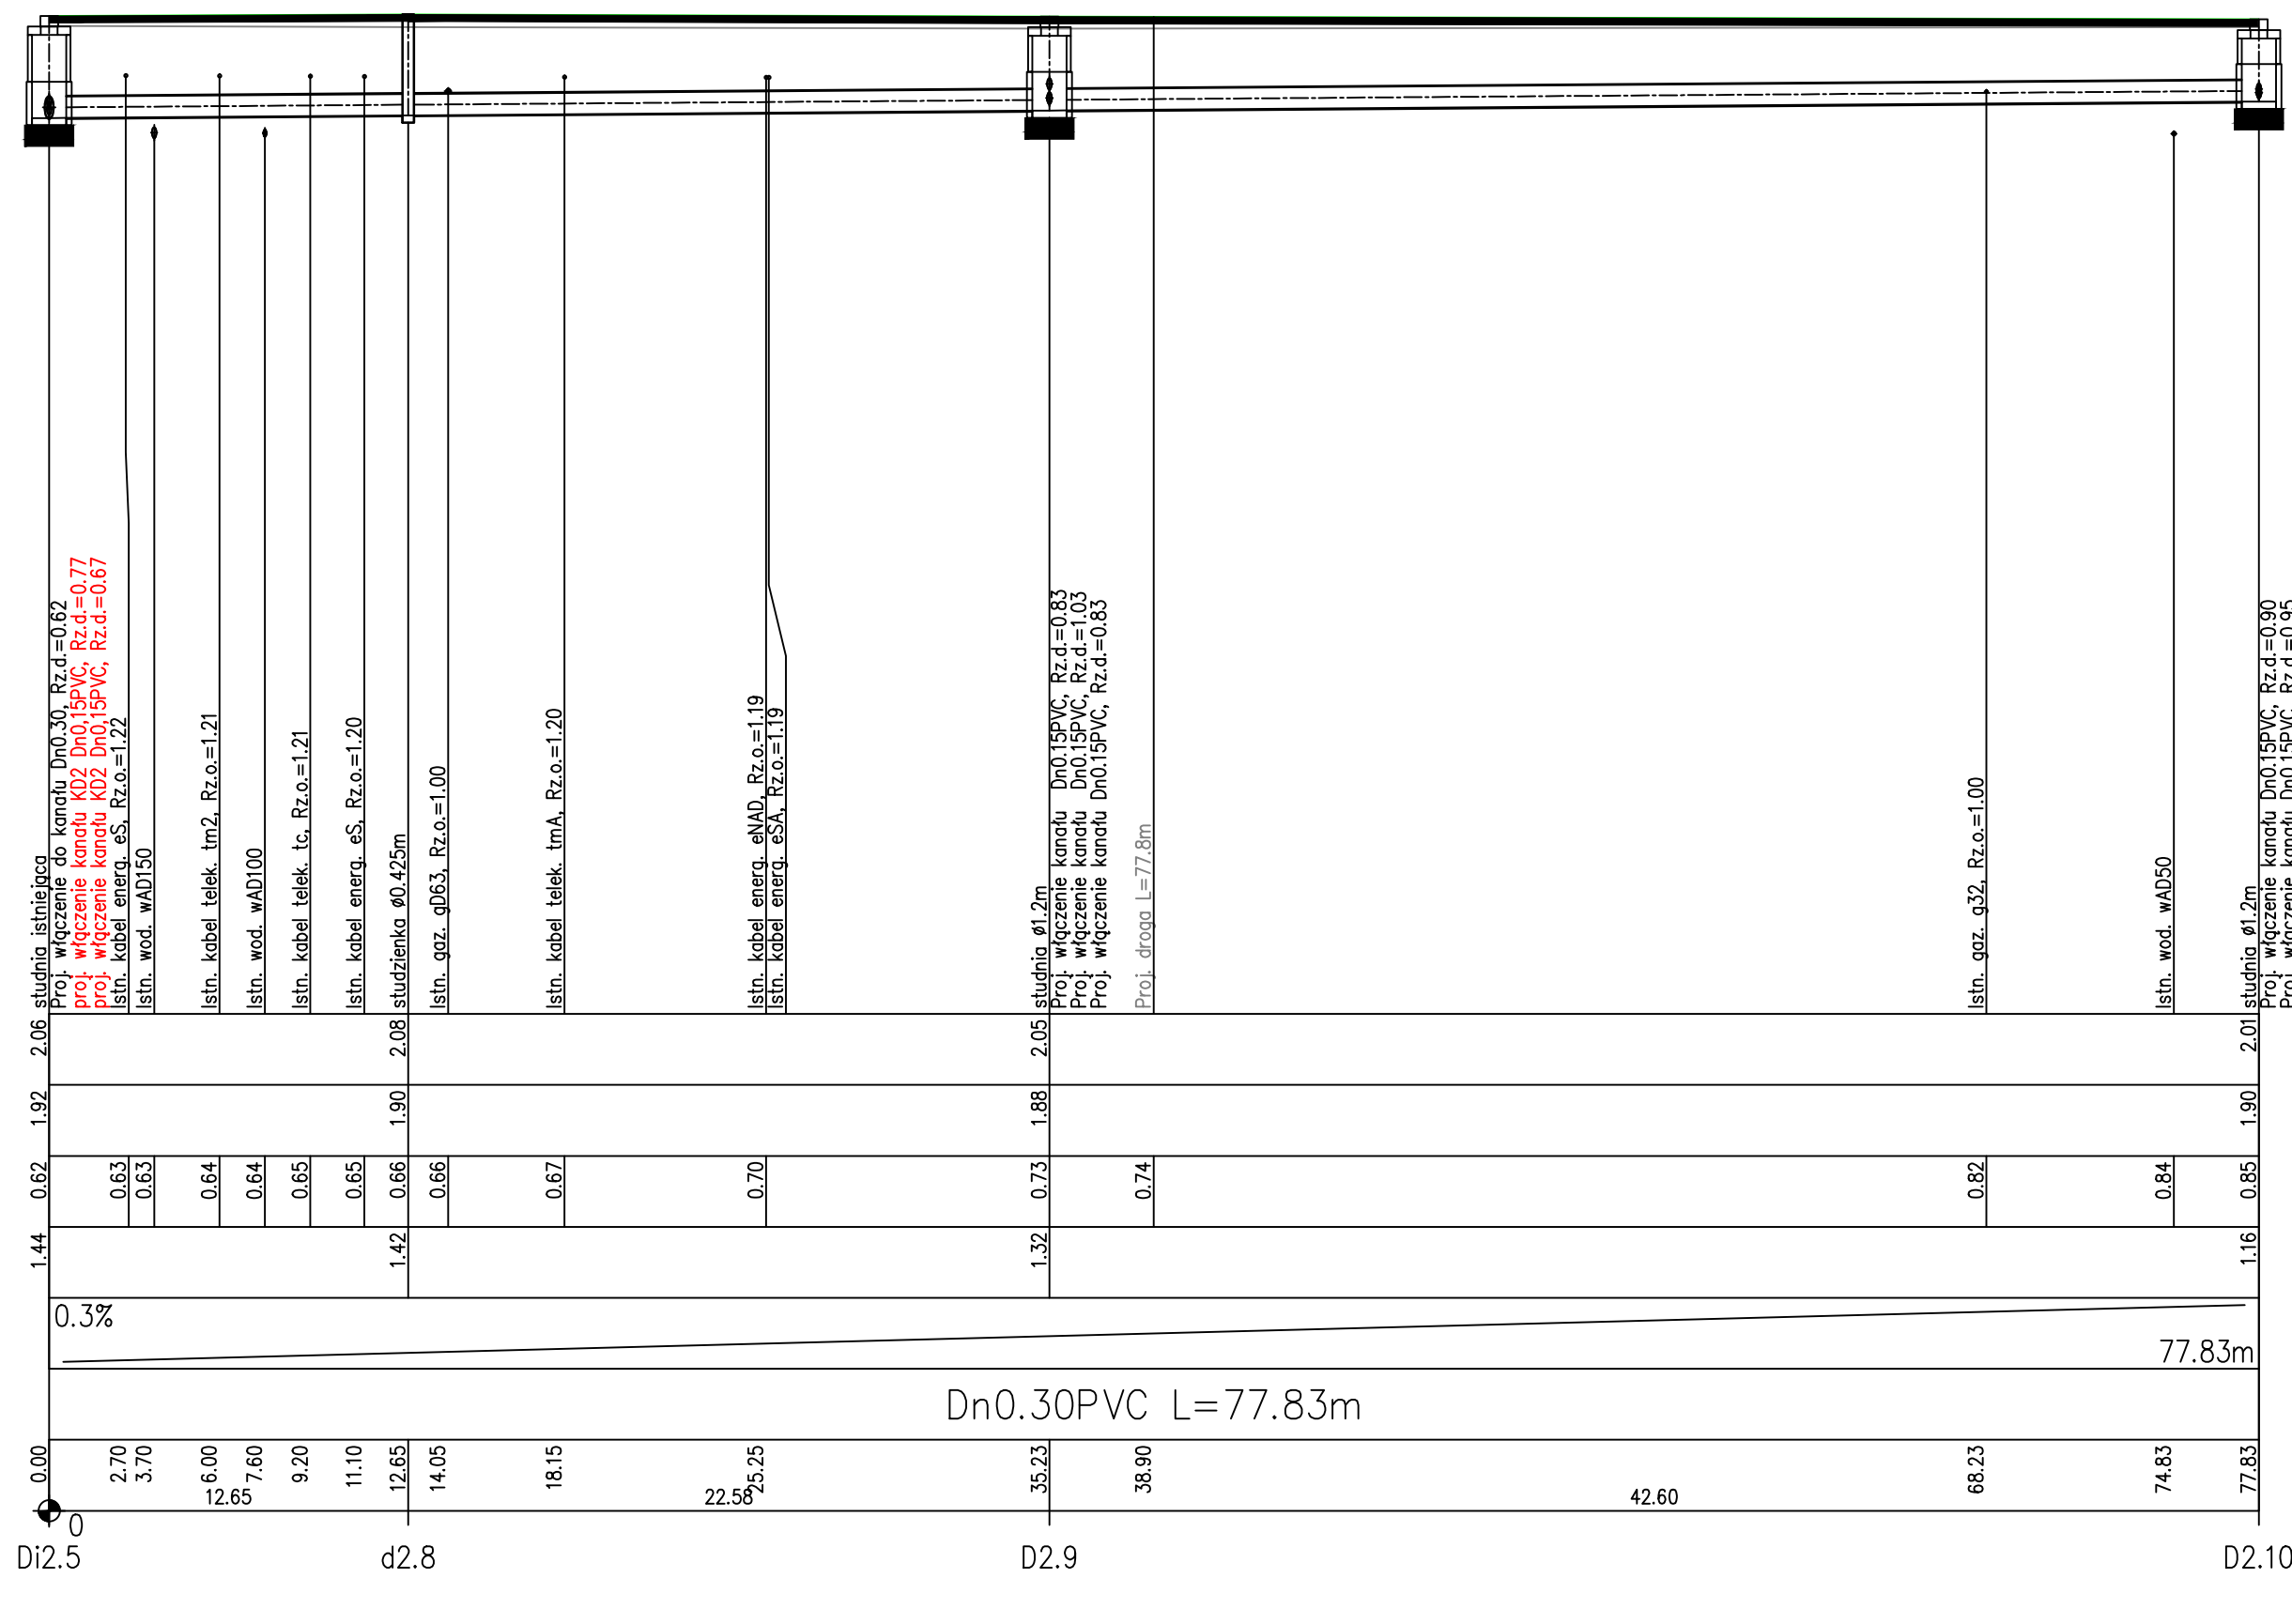 studnia istniejąca
Proj. włączenie do kanału Dn0.30, Rz.d.=0.62
proj. włączenie kanału KD2 Dn0,15PVC, Rz.d.=0.77
proj. włączenie kanału KD2 Dn0,15PVC, Rz.d.=0.67
Istn. kabel energ. eS, Rz.o.=1.22
Istn. wod. wAD150
Istn. kabel telek. tm2, Rz.o.=1.21
Istn. wod. wAD100
Istn. kabel telek. tc, Rz.o.=1.21
Istn. kabel energ. eS, Rz.o.=1.20
studzienka ø0.425m
Istn. gaz. gD63, Rz.o.=1.00
Istn. kabel telek. tmA, Rz.o.=1.20
Istn. kabel energ. eNAD, Rz.o.=1.19
Istn. kabel energ. eSA, Rz.o.=1.19
studnia ø1.2m
Proj. włączenie kanału Dn0.15PVC, Rz.d.=0.83
Proj. włączenie kanału Dn0.15PVC, Rz.d.=1.03
Proj. włączenie kanału Dn0.15PVC, Rz.d.=0.83
Proj. droga L=77.8m
Istn. gaz. g32, Rz.o.=1.00
Istn. wod. wAD50
studnia ø1.2m
Proj. włączenie kanału Dn0.15PVC, Rz.d.=0.90
Proj. włączenie kanału Dn0.15PVC, Rz.d.=0.95
2.06 2.08 2.05 2.01
1.92 1.90 1.88 1.90
0.62 0.63 0.63 0.64 0.64 0.65 0.65 0.66 0.66 0.67 0.70 0.73 0.74 0.82 0.84 0.85
1.44 1.42 1.32 1.16
0.3%
77.83m
Dn0.30PVC L=77.83m
0.00 2.70 3.70 6.00 7.60 9.20 11.10 12.65 14.05 18.15 25.25 35.23 38.90 68.23 74.83 77.83
12.65 22.58 42.60
0
Di2.5 d2.8 D2.9 D2.10